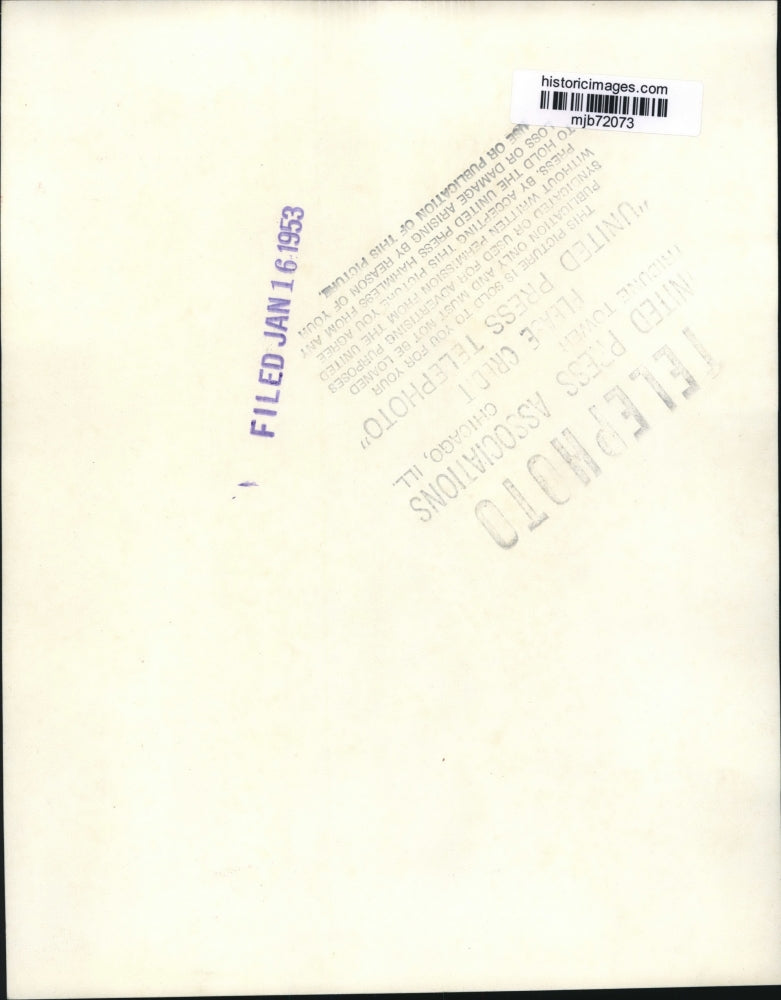 historicimages.com
mjb72073
FILED JAN 16 1953
TELEPHOTO
NITED PRESS ASSOCIATIONS
TRIBUNE TOWER CHICAGO, ILL.
PLEASE CREDIT
"UNITED PRESS TELEPHOTO"
THIS PICTURE IS SOLD TO YOU FOR YOUR
PUBLICATION ONLY AND MUST NOT BE LOANED
SYNDICATED OR USED FOR ADVERTISING PURPOSES
WITHOUT WRITTEN PERMISSION FROM THE UNITED
PRESS. BY ACCEPTING THIS PICTURE YOU AGREE
TO HOLD THE UNITED PRESS HARMLESS FROM ANY
LOSS OR DAMAGE ARISING BY REASON OF YOUR
USE OR PUBLICATION OF THIS PICTURE.